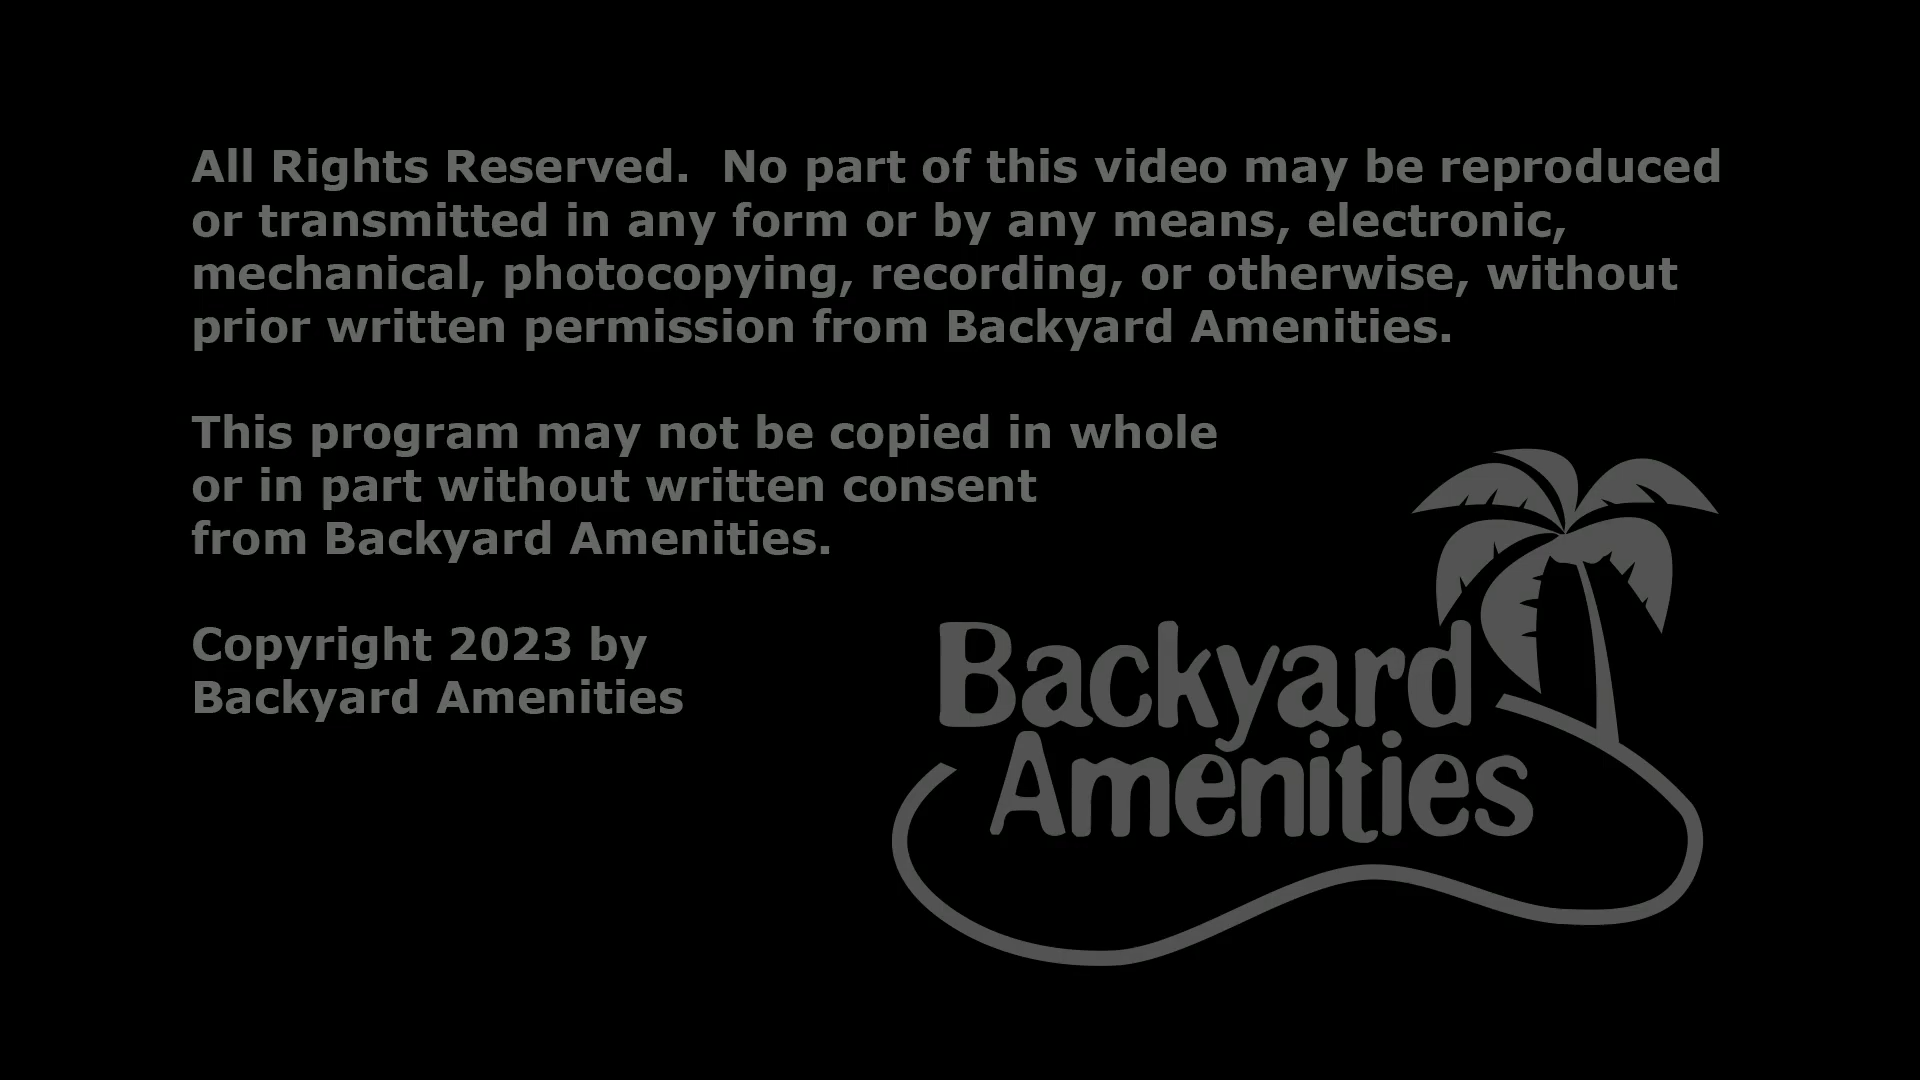 All Rights Reserved.  No part of this video may be reproduced
or transmitted in any form or by any means, electronic,
mechanical, photocopying, recording, or otherwise, without
prior written permission from Backyard Amenities.
This program may not be copied in whole
or in part without written consent
from Backyard Amenities.
Copyright 2023 by
Backyard Amenities
Backyard
Amenities